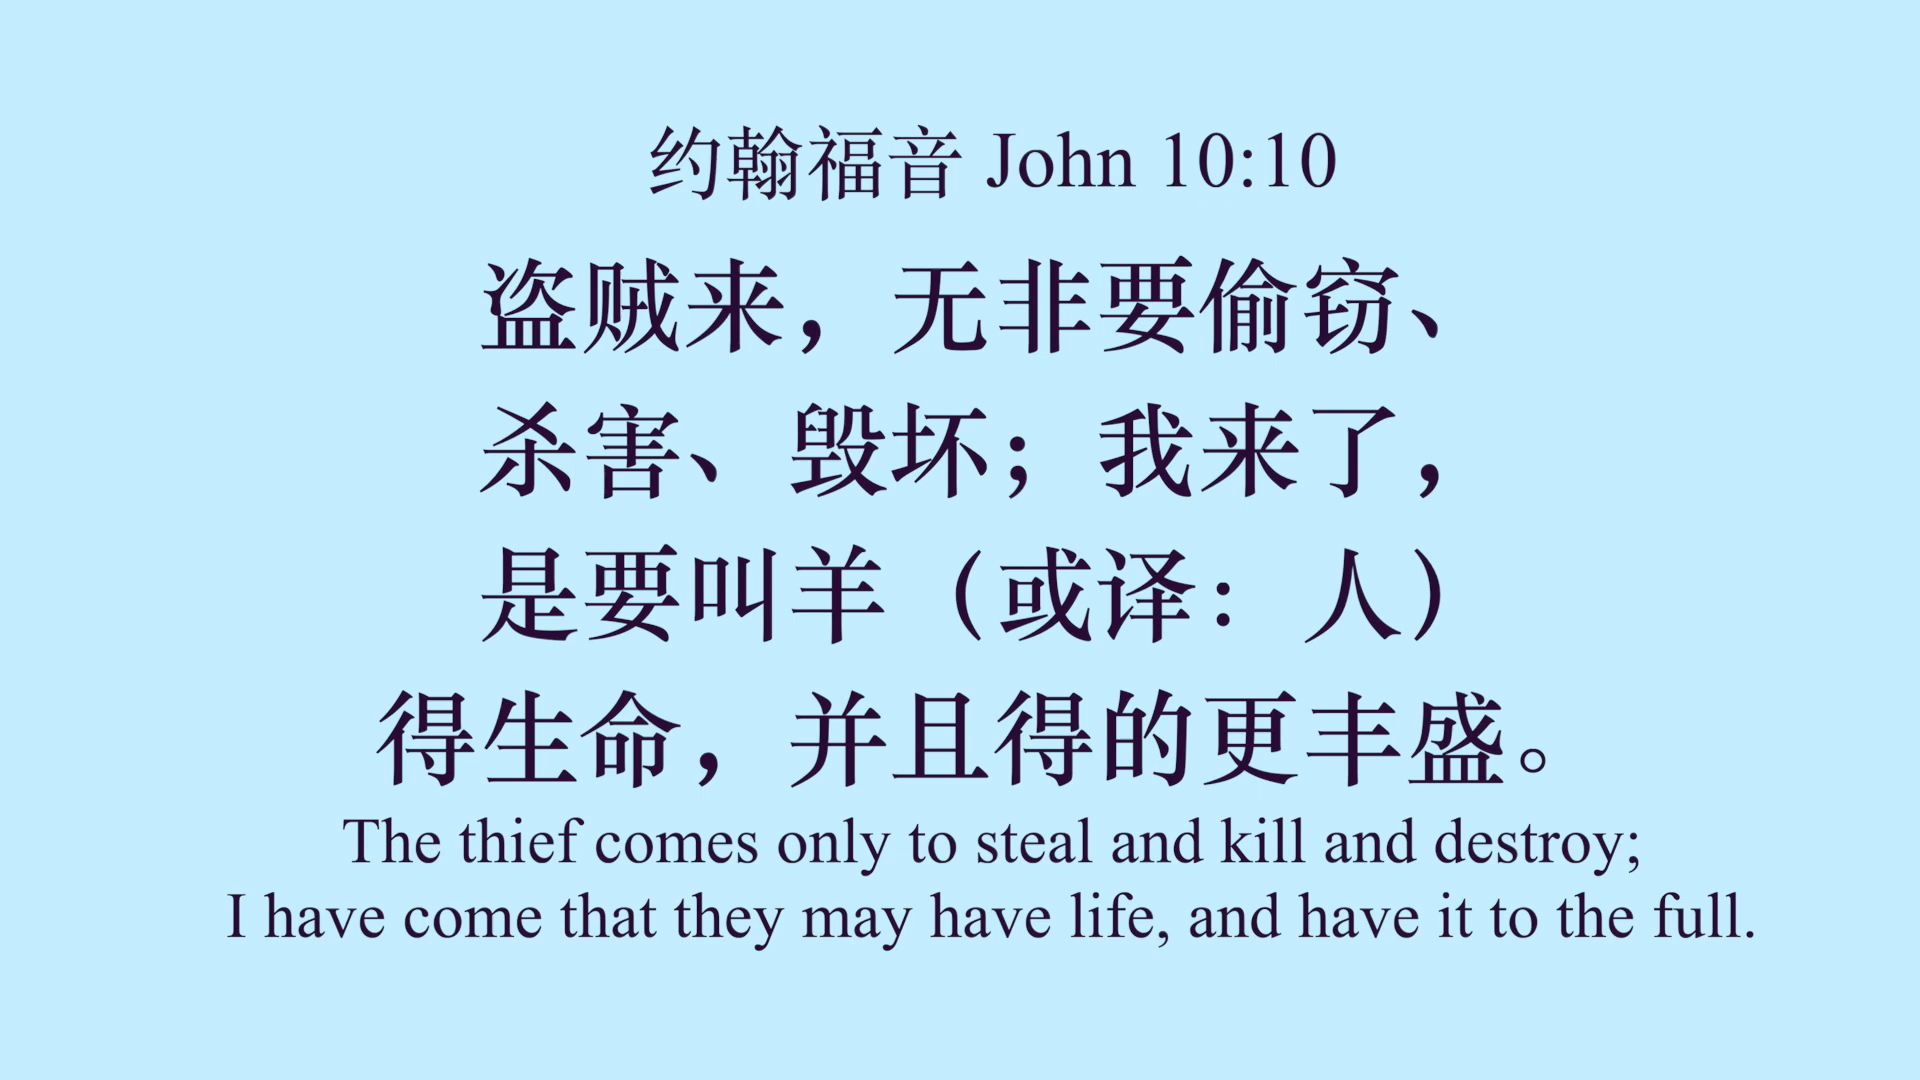 约翰福音 John 10:10
盗贼来，无非要偷窃、
杀害、毁坏；我来了，
是要叫羊（或译：人）
得生命，并且得的更丰盛。
The thief comes only to steal and kill and destroy;
I have come that they may have life, and have it to the full.